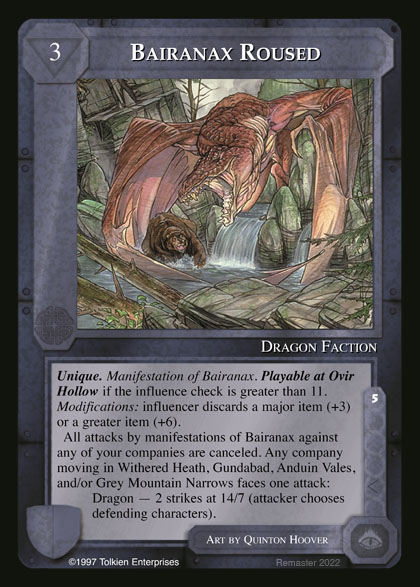 3
BAIRANAX ROUSED
DRAGON FACTION
Unique. Manifestation of Bairanax. Playable at Ovir
Hollow if the influence check is greater than 11.
Modifications: influencer discards a major item (+3)
or a greater item (+6).
All attacks by manifestations of Bairanax against
any of your companies are canceled. Any company
moving in Withered Heath, Gundabad, Anduin Vales,
and/or Grey Mountain Narrows faces one attack:
Dragon — 2 strikes at 14/7 (attacker chooses
defending characters).
5
ART BY QUINTON HOOVER
©1997 Tolkien Enterprises
Remaster 2022